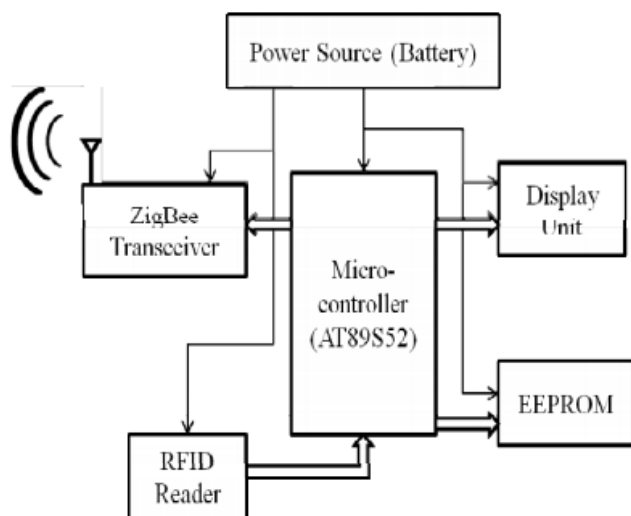 Power Source (Battery)
ZigBee
Transceiver
Micro-
controller
(AT89S52)
Display
Unit
EEPROM
RFID
Reader